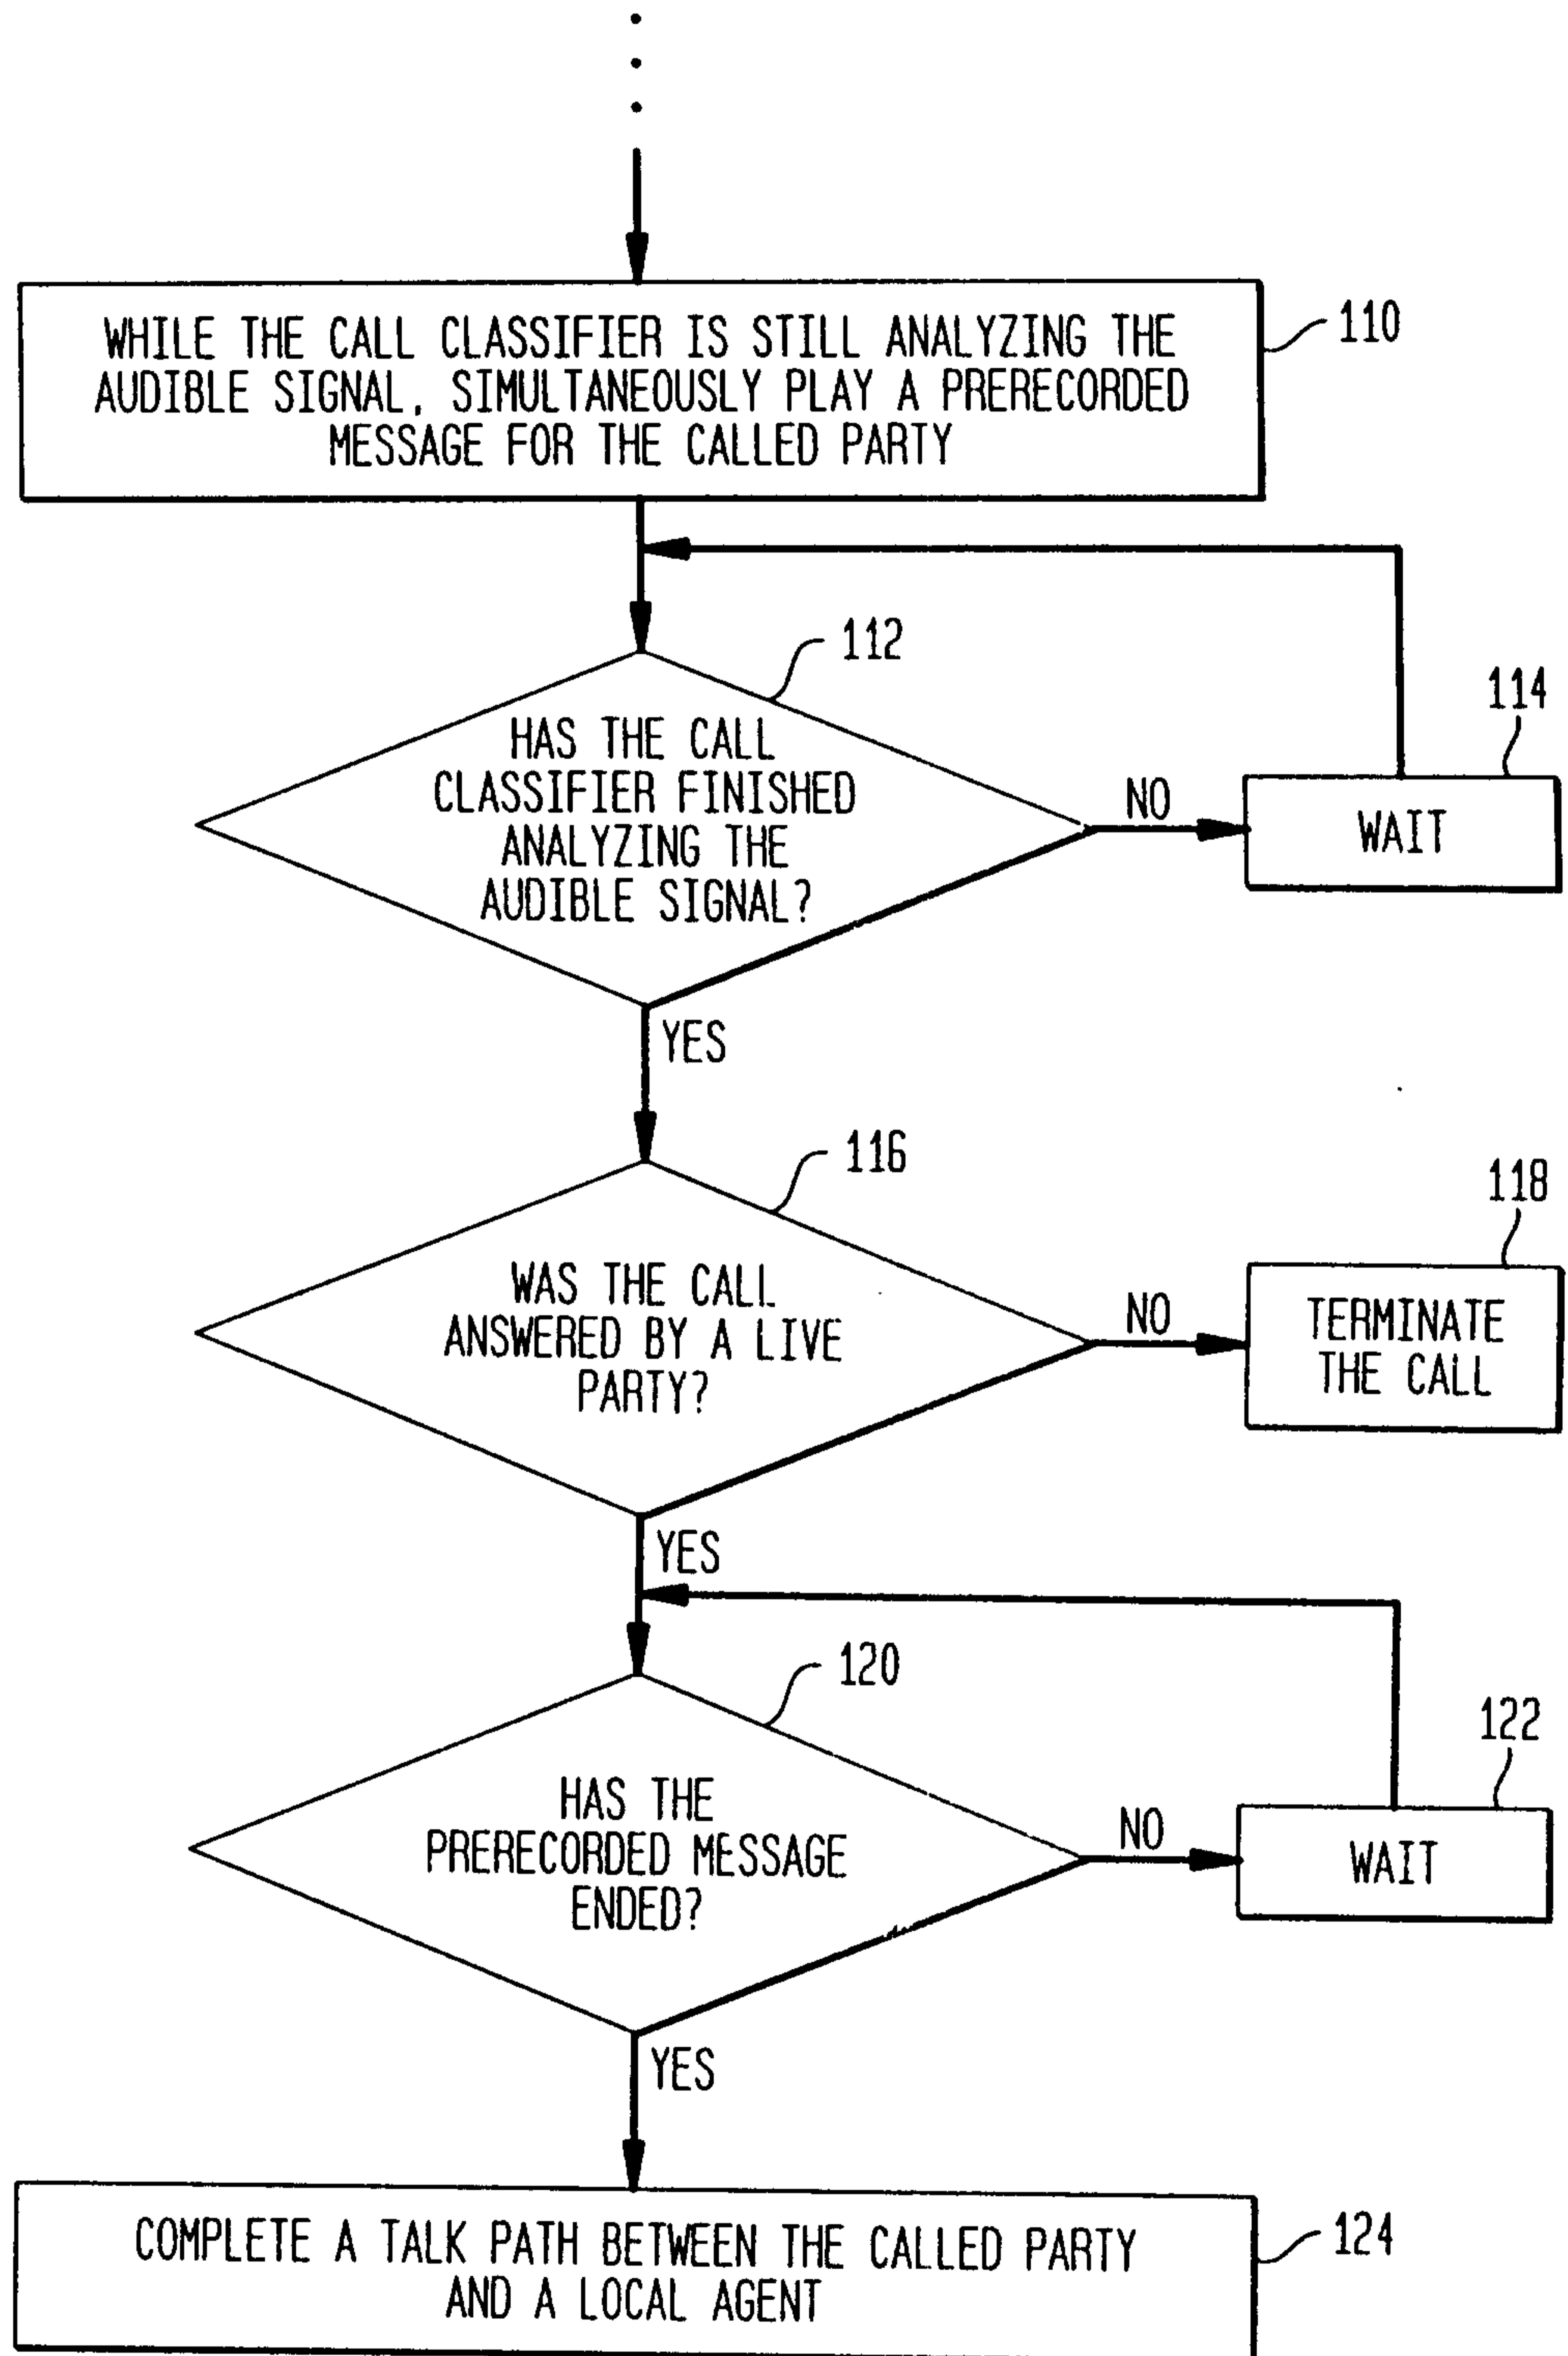 WHILE THE CALL CLASSIFIER IS STILL ANALYZING THE
AUDIBLE SIGNAL, SIMULTANEOUSLY PLAY A PRERECORDED
MESSAGE FOR THE CALLED PARTY
110
112
HAS THE CALL
CLASSIFIER FINISHED
ANALYZING THE
AUDIBLE SIGNAL?
NO
114
WAIT
YES
116
WAS THE CALL
ANSWERED BY A LIVE
PARTY?
NO
118
TERMINATE
THE CALL
YES
120
HAS THE
PRERECORDED MESSAGE
ENDED?
NO
122
WAIT
YES
COMPLETE A TALK PATH BETWEEN THE CALLED PARTY
AND A LOCAL AGENT
124